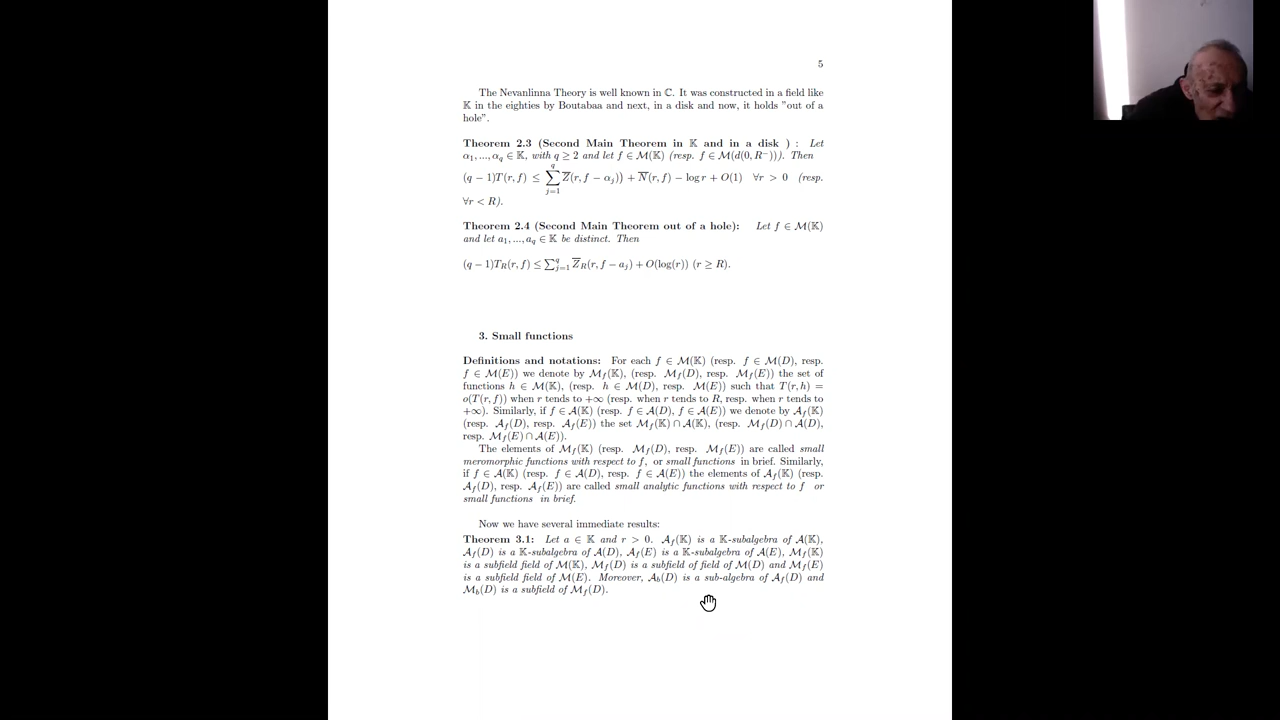 5
The Nevanlinna Theory is well known in ℂ. It was constructed in a field like
𝕂 in the eighties by Boutabaa and next, in a disk and now, it holds "out of a
hole".
Theorem 2.3 (Second Main Theorem in 𝕂 and in a disk ) : Let
α₁, ..., α_q ∈ 𝕂, with q ≥ 2 and let f ∈ ℳ(𝕂) (resp. f ∈ ℳ(d(0, R⁻))). Then
(q − 1)T(r, f) ≤ ∑_{j=1}^{q} Z̅(r, f − α_j)) + N̅(r, f) − log r + O(1) ∀r > 0 (resp.
∀r < R).
Theorem 2.4 (Second Main Theorem out of a hole): Let f ∈ ℳ(𝕂)
and let a₁, ..., a_q ∈ 𝕂 be distinct. Then
(q − 1)T_R(r, f) ≤ ∑_{j=1}^{q} Z̅_R(r, f − a_j) + O(log(r)) (r ≥ R).
3. Small functions
Definitions and notations: For each f ∈ ℳ(𝕂) (resp. f ∈ ℳ(D), resp.
f ∈ ℳ(E)) we denote by ℳ_f(𝕂), (resp. ℳ_f(D), resp. ℳ_f(E)) the set of
functions h ∈ ℳ(𝕂), (resp. h ∈ ℳ(D), resp. ℳ(E)) such that T(r, h) =
o(T(r, f)) when r tends to +∞ (resp. when r tends to R, resp. when r tends to
+∞). Similarly, if f ∈ 𝒜(𝕂) (resp. f ∈ 𝒜(D), f ∈ 𝒜(E)) we denote by 𝒜_f(𝕂)
(resp. 𝒜_f(D), resp. 𝒜_f(E)) the set ℳ_f(𝕂) ∩ 𝒜(𝕂), (resp. ℳ_f(D) ∩ 𝒜(D),
resp. ℳ_f(E) ∩ 𝒜(E)).
The elements of ℳ_f(𝕂) (resp. ℳ_f(D), resp. ℳ_f(E)) are called small
meromorphic functions with respect to f, or small functions in brief. Similarly,
if f ∈ 𝒜(𝕂) (resp. f ∈ 𝒜(D), resp. f ∈ 𝒜(E)) the elements of 𝒜_f(𝕂) (resp.
𝒜_f(D), resp. 𝒜_f(E)) are called small analytic functions with respect to f or
small functions in brief.
Now we have several immediate results:
Theorem 3.1: Let a ∈ 𝕂 and r > 0. 𝒜_f(𝕂) is a 𝕂-subalgebra of 𝒜(𝕂),
𝒜_f(D) is a 𝕂-subalgebra of 𝒜(D), 𝒜_f(E) is a 𝕂-subalgebra of 𝒜(E), ℳ_f(𝕂)
is a subfield field of ℳ(𝕂), ℳ_f(D) is a subfield of field of ℳ(D) and ℳ_f(E)
is a subfield field of ℳ(E). Moreover, 𝒜_b(D) is a sub-algebra of 𝒜_f(D) and
ℳ_b(D) is a subfield of ℳ_f(D).